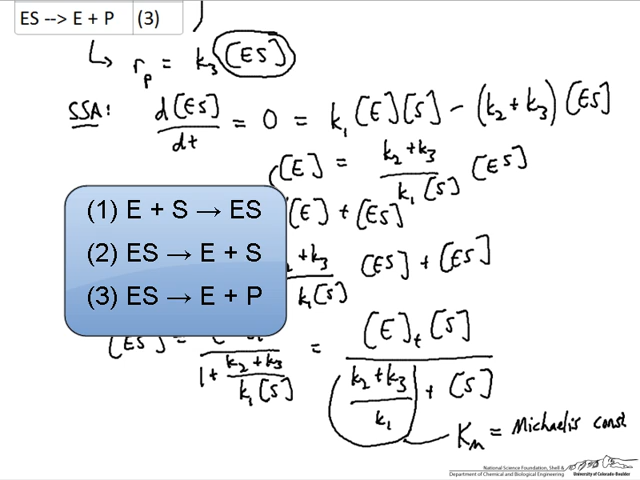 ES --> E + P (3)
↳ r_p = k_3 [ES]
SSA: d[ES]/dt = 0 = k_1 [E][S] - (k_2 + k_3) [ES]
[E] = (k_2 + k_3)/(k_1 [S]) [ES]
[E] + [ES]
k_3/(k_1 [S]) [ES] + [ES]
(1) E + S → ES
(2) ES → E + S
(3) ES → E + P
[ES] = /(1 + (k_2 + k_3)/(k_1 [S])) = [E]_t [S]/((k_2 + k_3)/k_1 + [S])
K_m = Michaelis const
National Science Foundation, Shell &
Department of Chemical and Biological Engineering
University of Colorado-Boulder